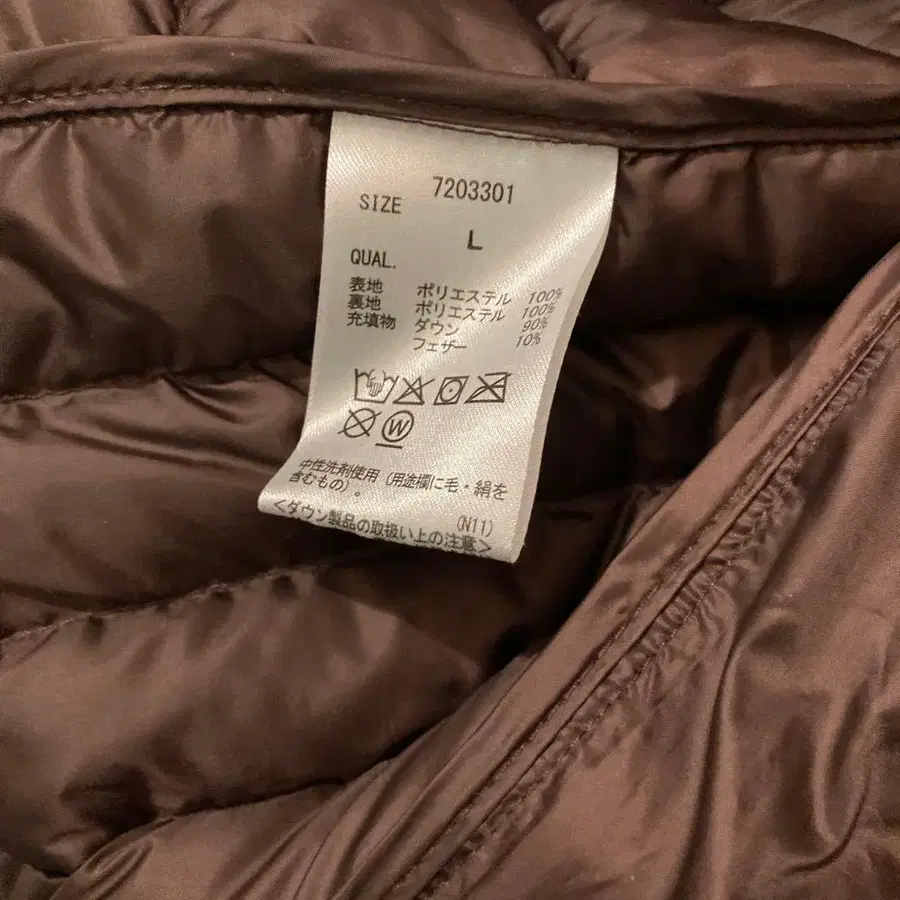 7203301
SIZE
L
QUAL.
表地 ポリエステル 100%
裏地 ポリエステル 100%
充填物 ダウン 90%
フェザー 10%
W
中性洗剤使用（用途欄に毛・絹を
含むもの）。
(N11)
＜ダウン製品の取扱い上の注意＞